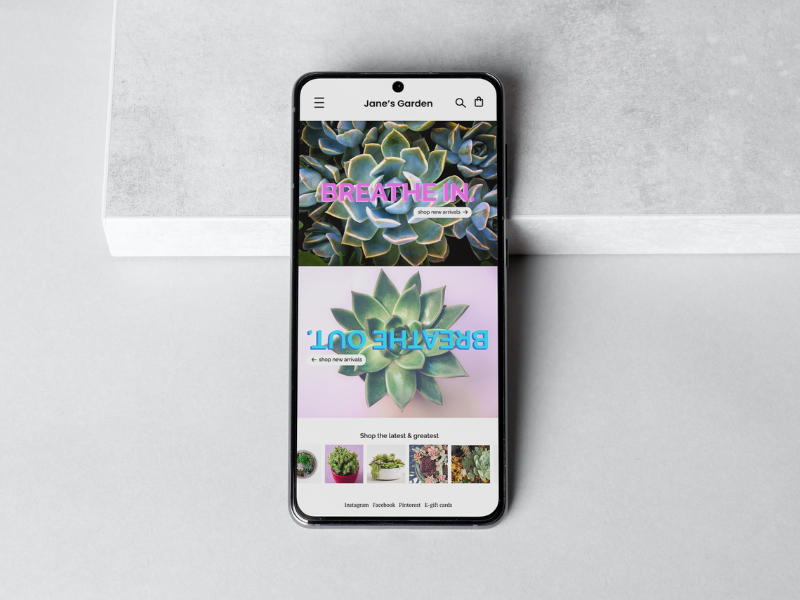 Jane's Garden
BREATHE IN.
shop new arrivals →
BREATHE OUT.
← shop new arrivals
Shop the latest & greatest
Instagram Facebook Pinterest E-gift cards